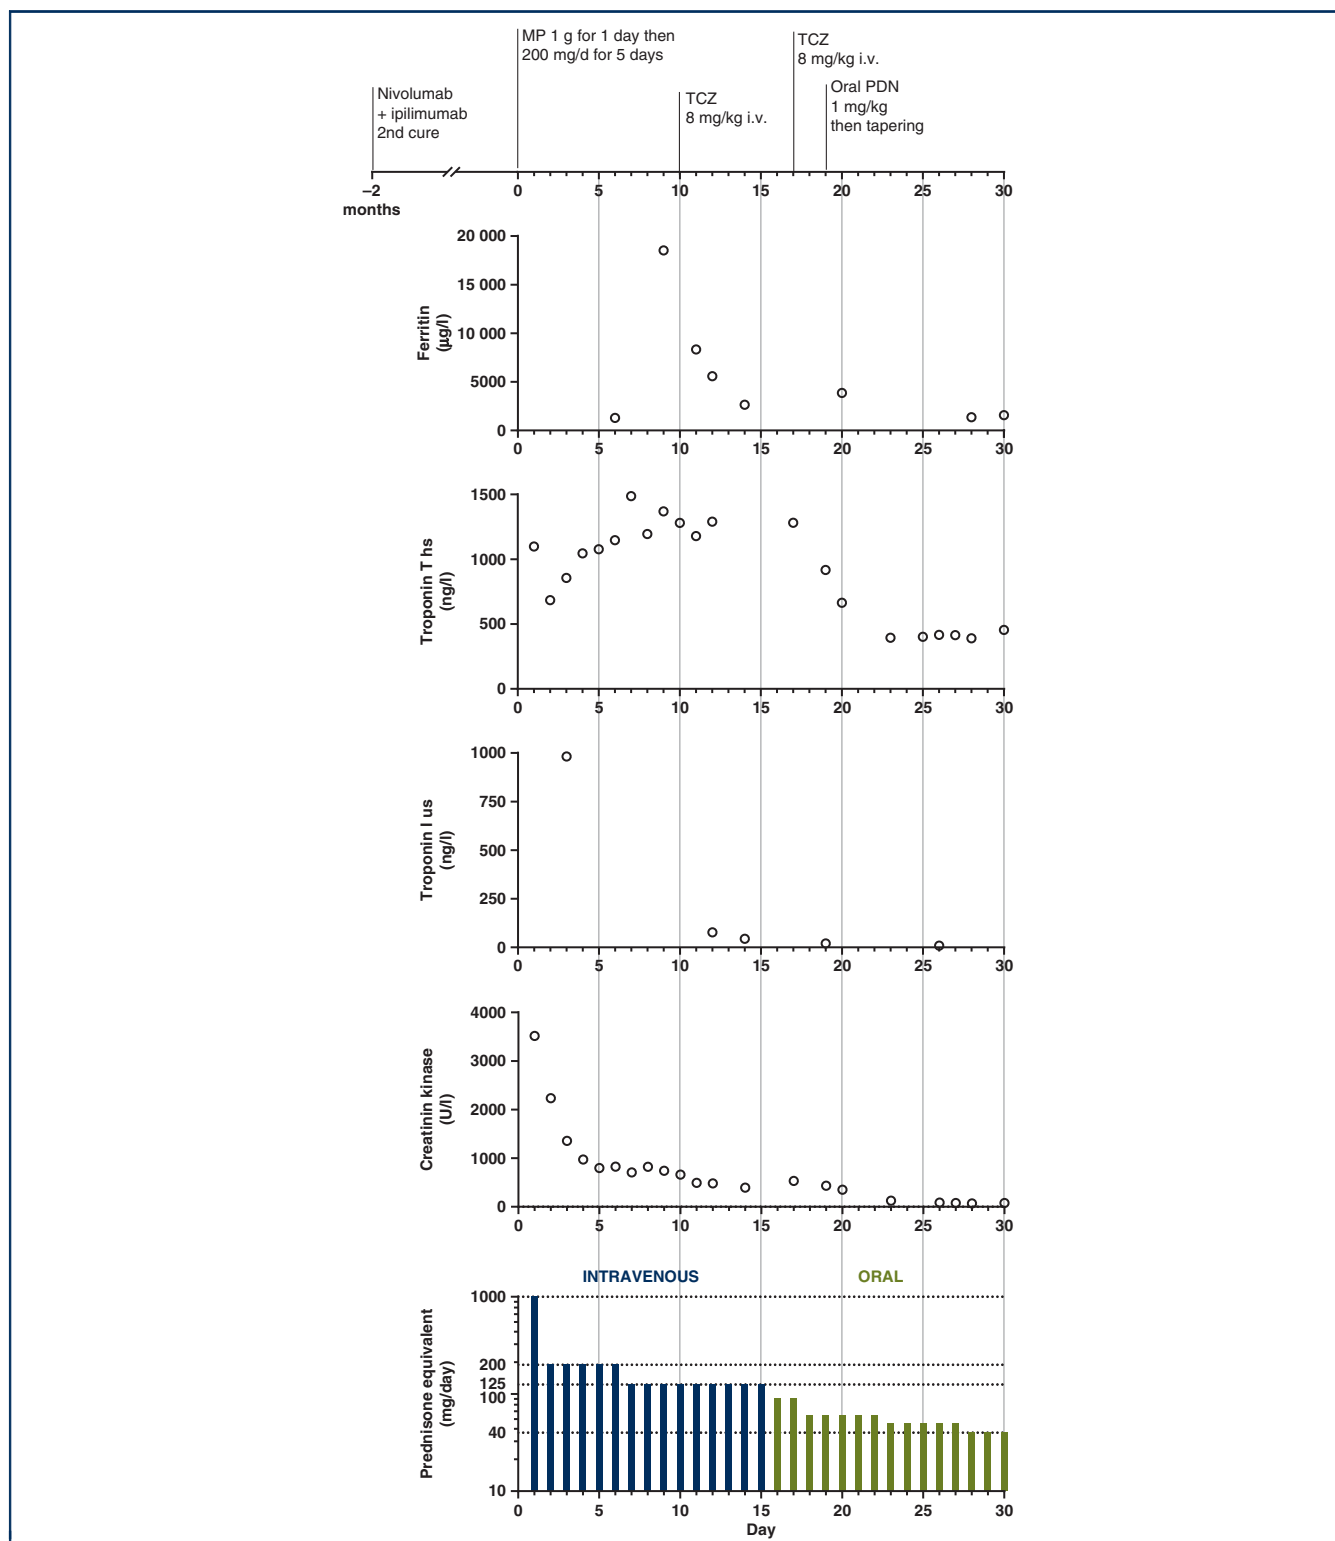 MP 1 g for 1 day then
200 mg/d for 5 days
TCZ
8 mg/kg i.v.
Nivolumab
+ ipilimumab
2nd cure
TCZ
8 mg/kg i.v.
Oral PDN
1 mg/kg
then tapering
–2
months
0 5 10 15 20 25 30
Ferritin
(µg/l)
20 000
15 000
10 000
5000
0
0 5 10 15 20 25 30
Troponin T hs
(ng/l)
1500
1000
500
0
0 5 10 15 20 25 30
Troponin I us
(ng/l)
1000
750
500
250
0
0 5 10 15 20 25 30
Creatinin kinase
(U/l)
4000
3000
2000
1000
0
0 5 10 15 20 25 30
INTRAVENOUS ORAL
Prednisone equivalent
(mg/day)
1000
200
125
100
40
10
0 5 10 15 20 25 30
Day